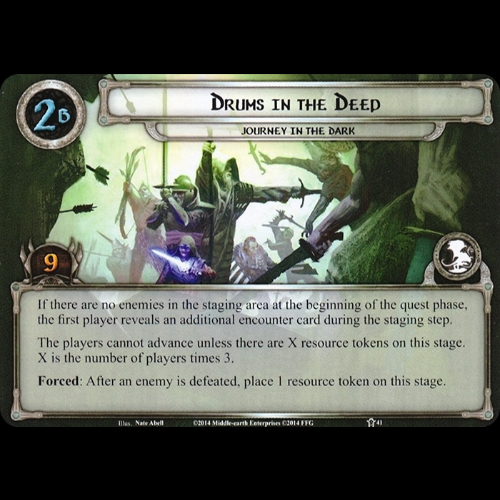 2B
DRUMS IN THE DEEP
JOURNEY IN THE DARK
9
If there are no enemies in the staging area at the beginning of the quest phase,
the first player reveals an additional encounter card during the staging step.
The players cannot advance unless there are X resource tokens on this stage.
X is the number of players times 3.
Forced: After an enemy is defeated, place 1 resource token on this stage.
Illus. Nate Abell ©2014 Middle-earth Enterprises ©2014 FFG 41